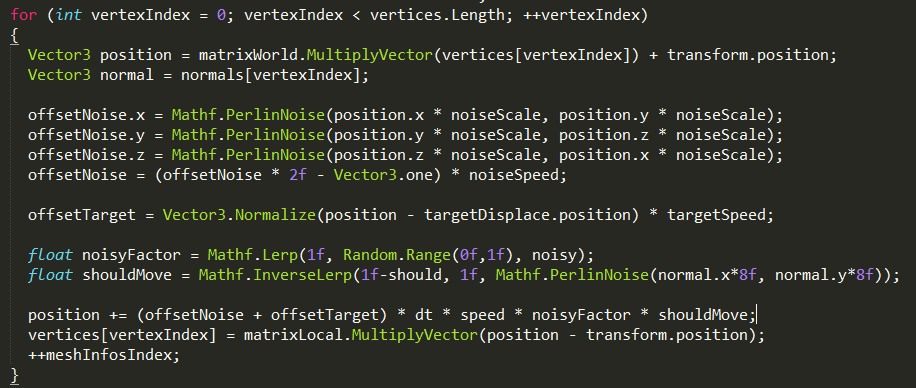 for (int vertexIndex = 0; vertexIndex < vertices.Length; ++vertexIndex)
{
Vector3 position = matrixWorld.MultiplyVector(vertices[vertexIndex]) + transform.position;
Vector3 normal = normals[vertexIndex];
offsetNoise.x = Mathf.PerlinNoise(position.x * noiseScale, position.y * noiseScale);
offsetNoise.y = Mathf.PerlinNoise(position.y * noiseScale, position.z * noiseScale);
offsetNoise.z = Mathf.PerlinNoise(position.z * noiseScale, position.x * noiseScale);
offsetNoise = (offsetNoise * 2f - Vector3.one) * noiseSpeed;
offsetTarget = Vector3.Normalize(position - targetDisplace.position) * targetSpeed;
float noisyFactor = Mathf.Lerp(1f, Random.Range(0f,1f), noisy);
float shouldMove = Mathf.InverseLerp(1f-should, 1f, Mathf.PerlinNoise(normal.x*8f, normal.y*8f));
position += (offsetNoise + offsetTarget) * dt * speed * noisyFactor * shouldMove;
vertices[vertexIndex] = matrixLocal.MultiplyVector(position - transform.position);
++meshInfosIndex;
}